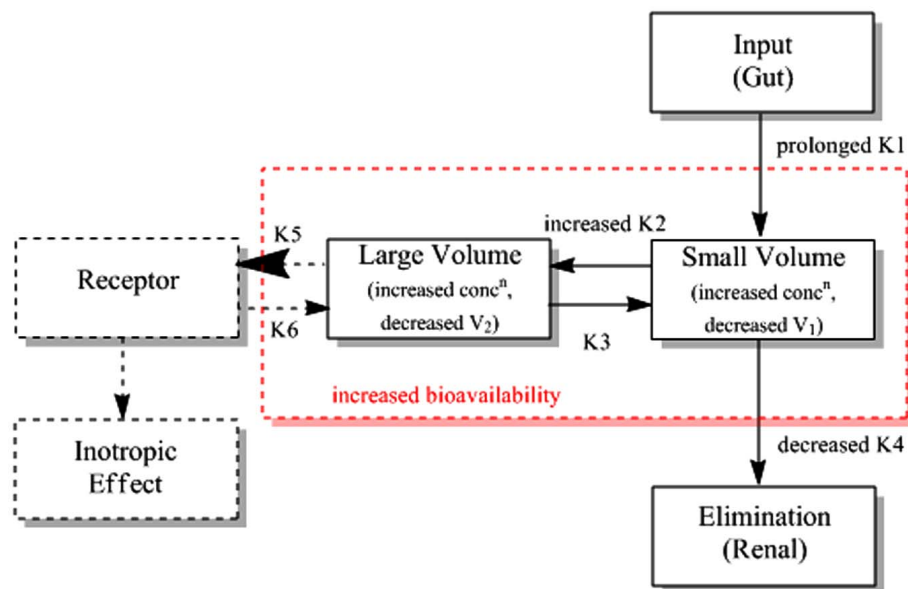 Input
(Gut)
prolonged K1
increased K2
K5
Large Volume
(increased concⁿ,
decreased V₂)
Small Volume
(increased concⁿ,
decreased V₁)
Receptor
K6
K3
increased bioavailability
Inotropic
Effect
decreased K4
Elimination
(Renal)